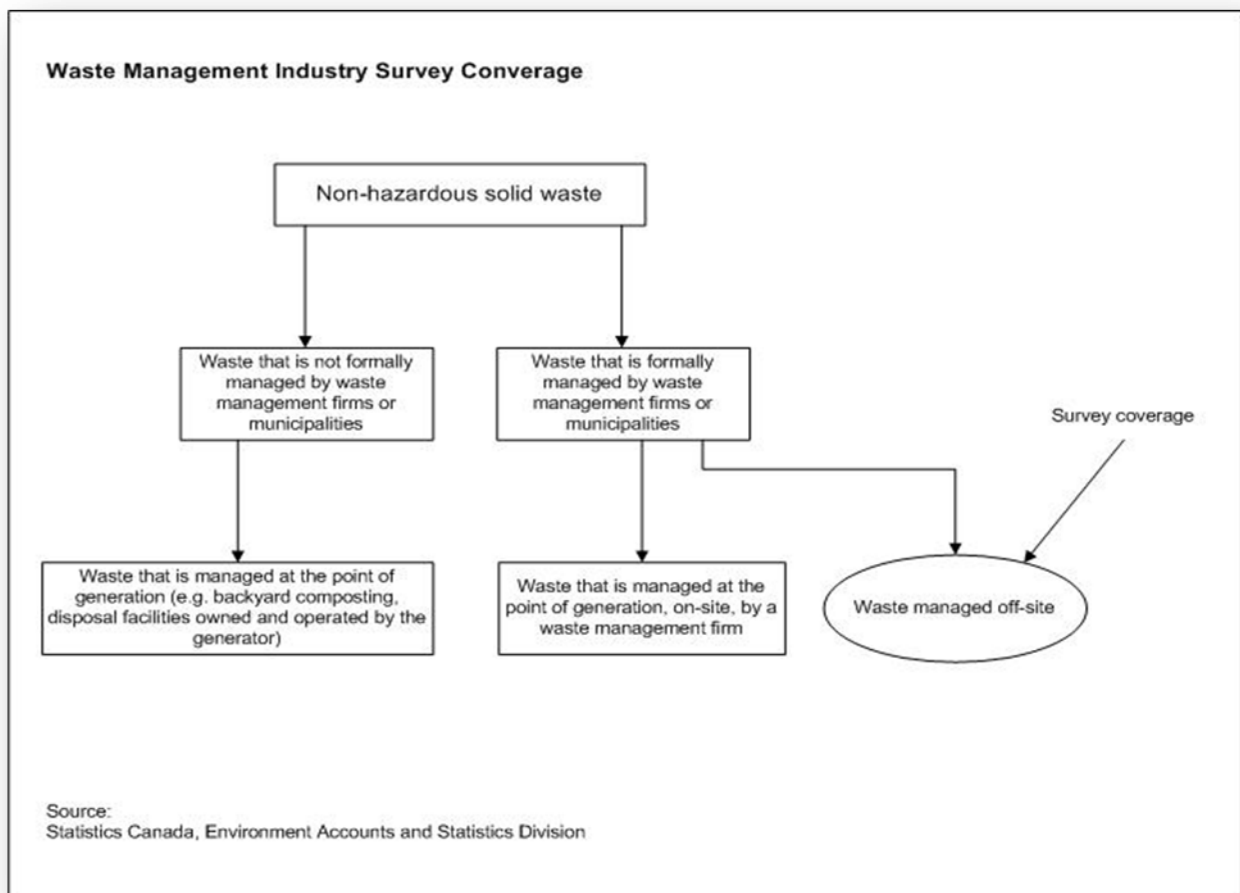 Waste Management Industry Survey Converage
Non-hazardous solid waste
Waste that is not formally
managed by waste
management firms or
municipalities
Waste that is formally
managed by waste
management firms or
municipalities
Survey coverage
Waste that is managed at the point of
generation (e.g. backyard composting,
disposal facilities owned and operated by the
generator)
Waste that is managed at the
point of generation, on-site, by a
waste management firm
Waste managed off-site
Source:
Statistics Canada, Environment Accounts and Statistics Division